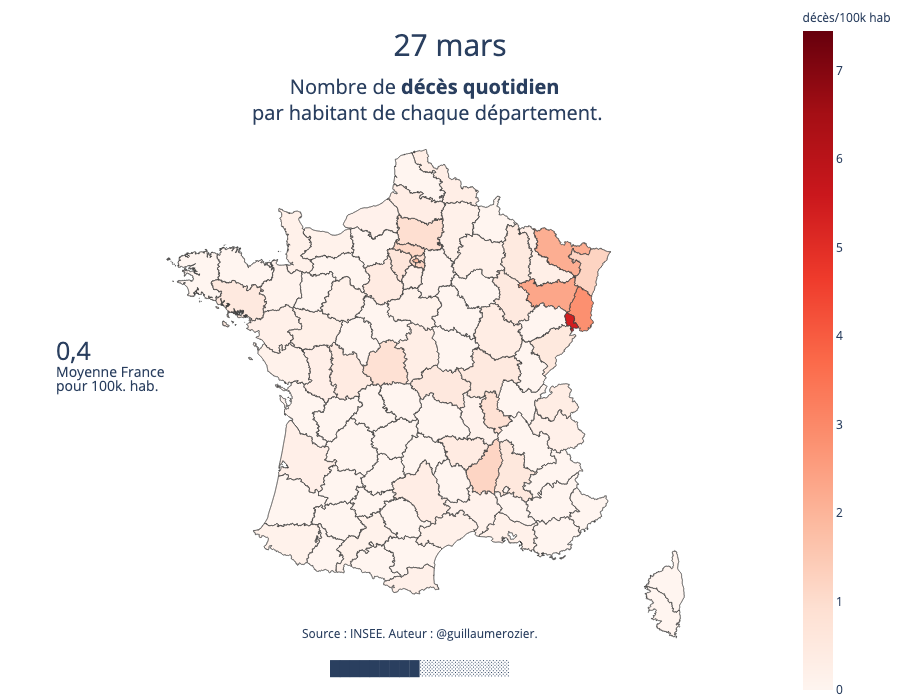 décès/100k hab
27 mars
Nombre de décès quotidien
par habitant de chaque département.
7
6
5
4
3
2
1
0
0,4
Moyenne France
pour 100k. hab.
Source : INSEE. Auteur : @guillaumerozier.